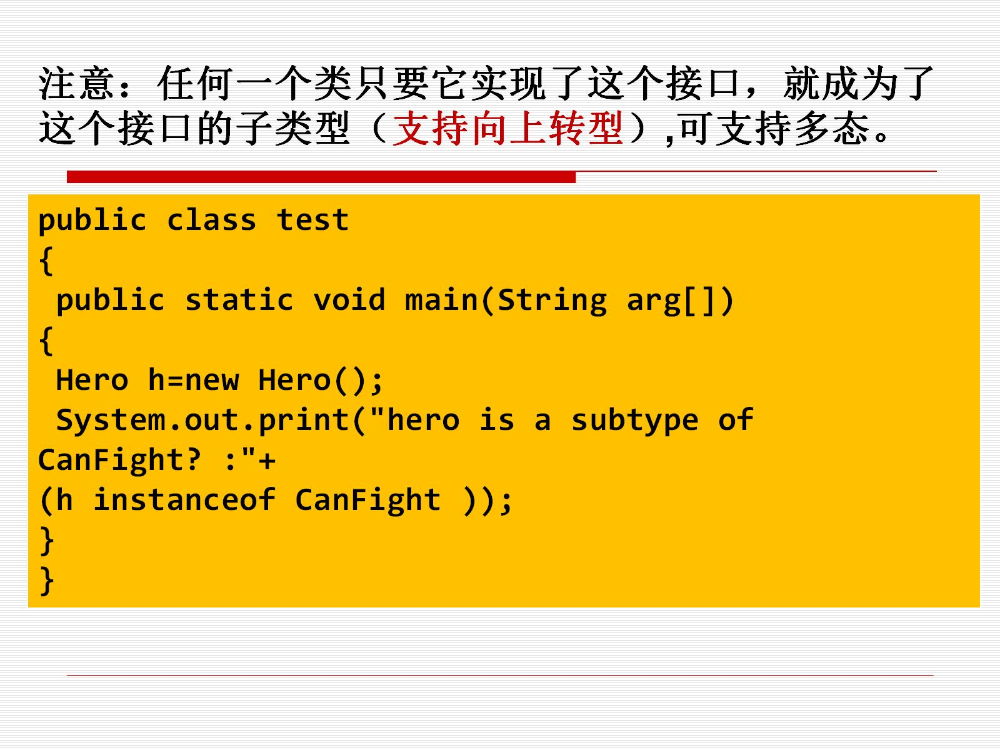 注意：任何一个类只要它实现了这个接口，就成为了
这个接口的子类型（支持向上转型）,可支持多态。
public class test
{
 public static void main(String arg[])
{
 Hero h=new Hero();
 System.out.print("hero is a subtype of
CanFight? :"+
(h instanceof CanFight ));
}
}